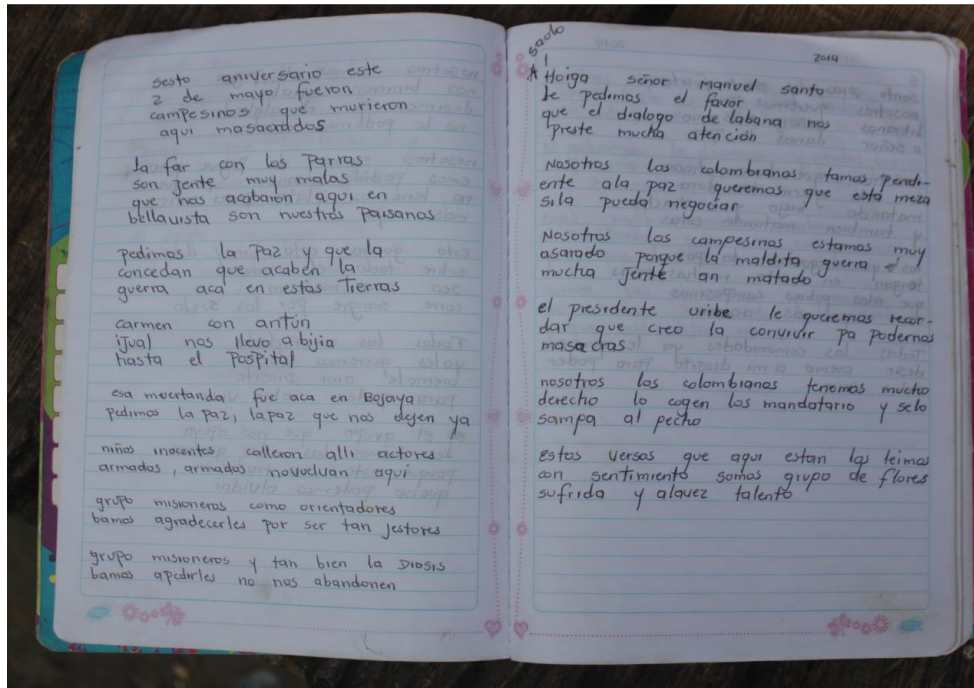 sesto aniversario este
2 de mayo fueron
campesinos que murieron
aqui masacrados
la far con los Parras
son jente muy malas
que nos acabaron aqui en
bellavista son nuestros paisanos
pedimos la paz y que la
concedan que acaben la
guerra acá en estas Tierras
carmen con antún
ijual nos llevo abijia
hasta el pospital
esa muertanda fue aca en Bojaya
pedimos la paz, lapaz que nos dejen ya
niños inocentes calleron alli actores
armados, armados novuelvan aqui
grupo misioneros como orientadores
bamos agradecerles por ser tan jestores
grupo misioneros y tan bien la Diosis
bamos apedirles no nos abandonen
sado
2014
1
Hoiga señor manuel santo
le pedimos el favor
que el dialogo de labana nos
preste mucha atención
Nosotros los colombianos tamos pendi-
ente ala paz queremos que esta meza
sila pueda negociar
Nosotros los campesinos estamos muy
asarado porque la maldita guerra
mucha jente an matado
el presidente uribe le queremos recor-
dar que creo la convivir pa podernos
masacras
nosotros los colombianos tenemos mucho
derecho lo cogen los mandatario y selo
sampa al pecho
estos versos que aqui estan los leimos
con sentimiento somos grupo de flores
sufrida y alavez talento